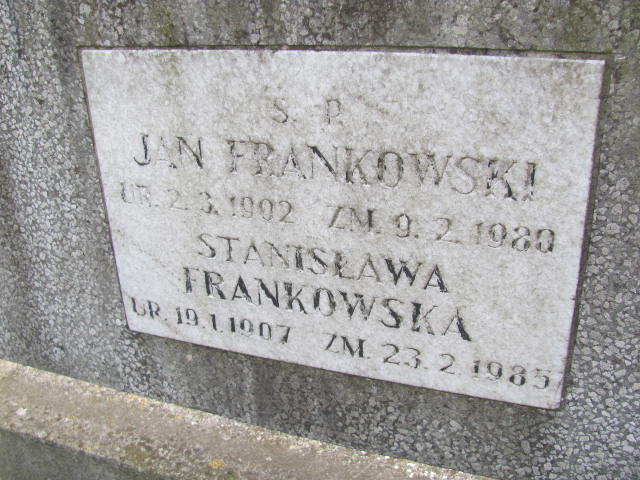 S. P.
JAN FRANKOWSKI
UR. 2. 3. 1902 ZM. 9. 2. 1980
STANISŁAWA
FRANKOWSKA
UR. 19. 1. 1907 ZM. 23. 2. 1985